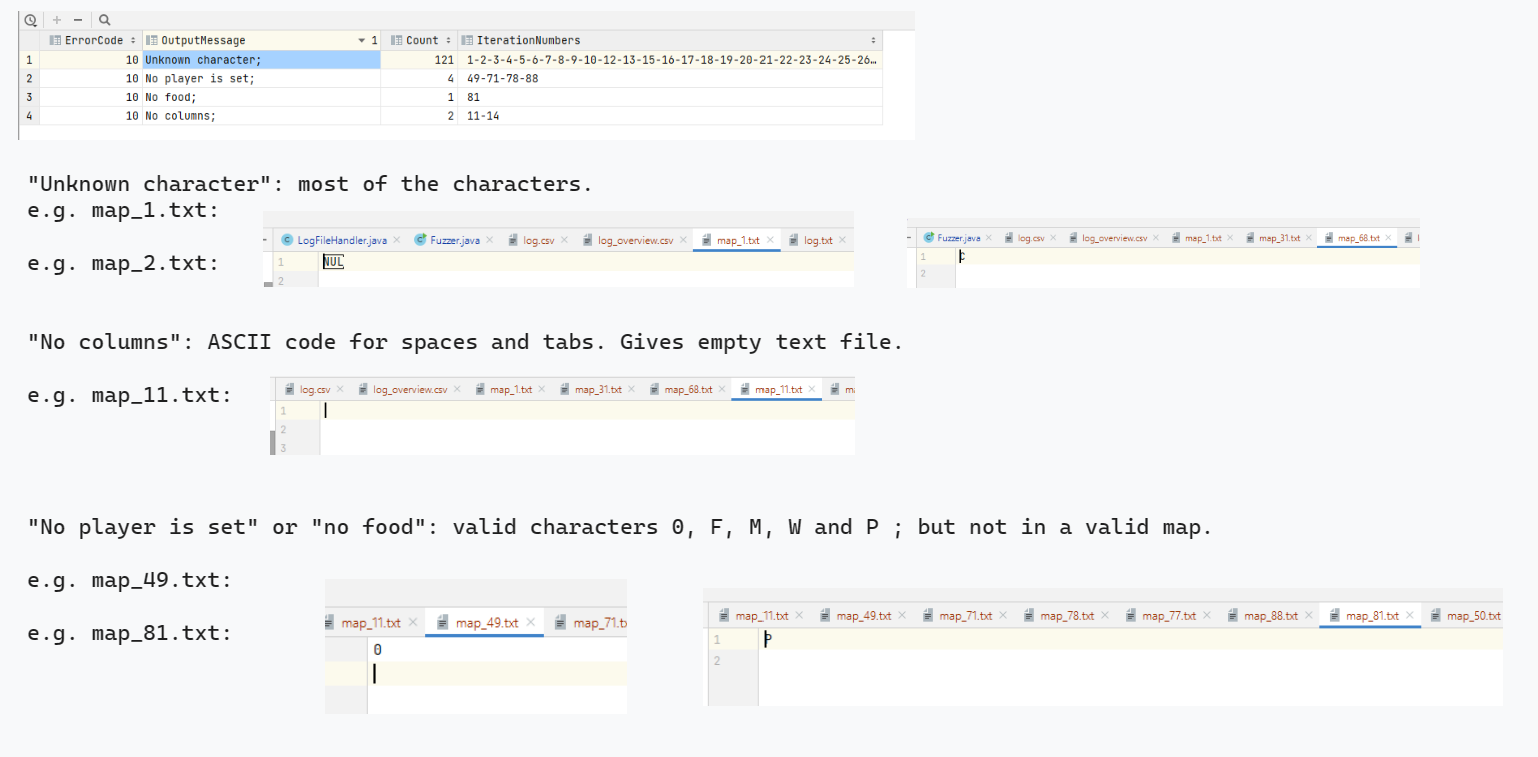 ErrorCode OutputMessage 1 Count IterationNumbers
1 10 Unknown character; 121 1-2-3-4-5-6-7-8-9-10-12-13-15-16-17-18-19-20-21-22-23-24-25-26…
2 10 No player is set; 4 49-71-78-88
3 10 No food; 1 81
4 10 No columns; 2 11-14
"Unknown character": most of the characters.
e.g. map_1.txt:
LogFileHandler.java Fuzzer.java log.csv log_overview.csv map_1.txt log.txt
1 NUL
2
Fuzzer.java log.csv log_overview.csv map_1.txt map_31.txt map_68.txt
1 C
2
e.g. map_2.txt:
"No columns": ASCII code for spaces and tabs. Gives empty text file.
e.g. map_11.txt:
log.csv log_overview.csv map_1.txt map_31.txt map_68.txt map_11.txt
1
2
3
"No player is set" or "no food": valid characters 0, F, M, W and P ; but not in a valid map.
e.g. map_49.txt:
map_11.txt map_49.txt map_71.t
0
e.g. map_81.txt:
map_11.txt map_49.txt map_71.txt map_78.txt map_77.txt map_88.txt map_81.txt map_50.txt
1 P
2